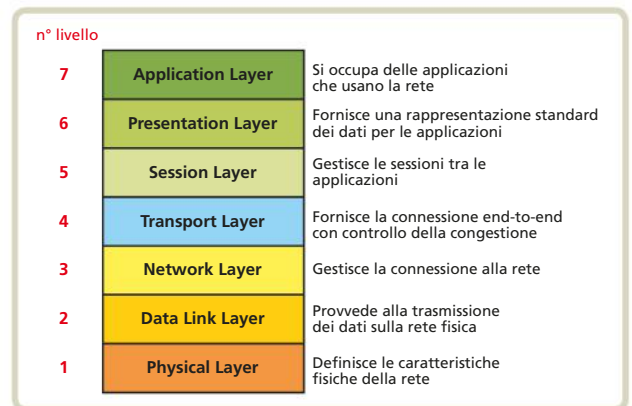 n° livello
7
Application Layer
Si occupa delle applicazioni
che usano la rete
6
Presentation Layer
Fornisce una rappresentazione standard
dei dati per le applicazioni
5
Session Layer
Gestisce le sessioni tra le
applicazioni
4
Transport Layer
Fornisce la connessione end-to-end
con controllo della congestione
3
Network Layer
Gestisce la connessione alla rete
2
Data Link Layer
Provvede alla trasmissione
dei dati sulla rete fisica
1
Physical Layer
Definisce le caratteristiche
fisiche della rete